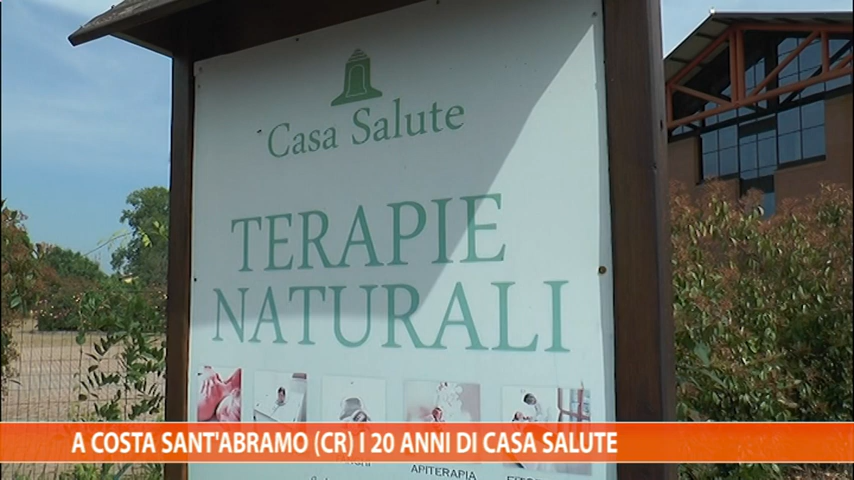 Casa Salute
TERAPIE
NATURALI
APITERAPIA
A COSTA SANT'ABRAMO (CR) I 20 ANNI DI CASA SALUTE